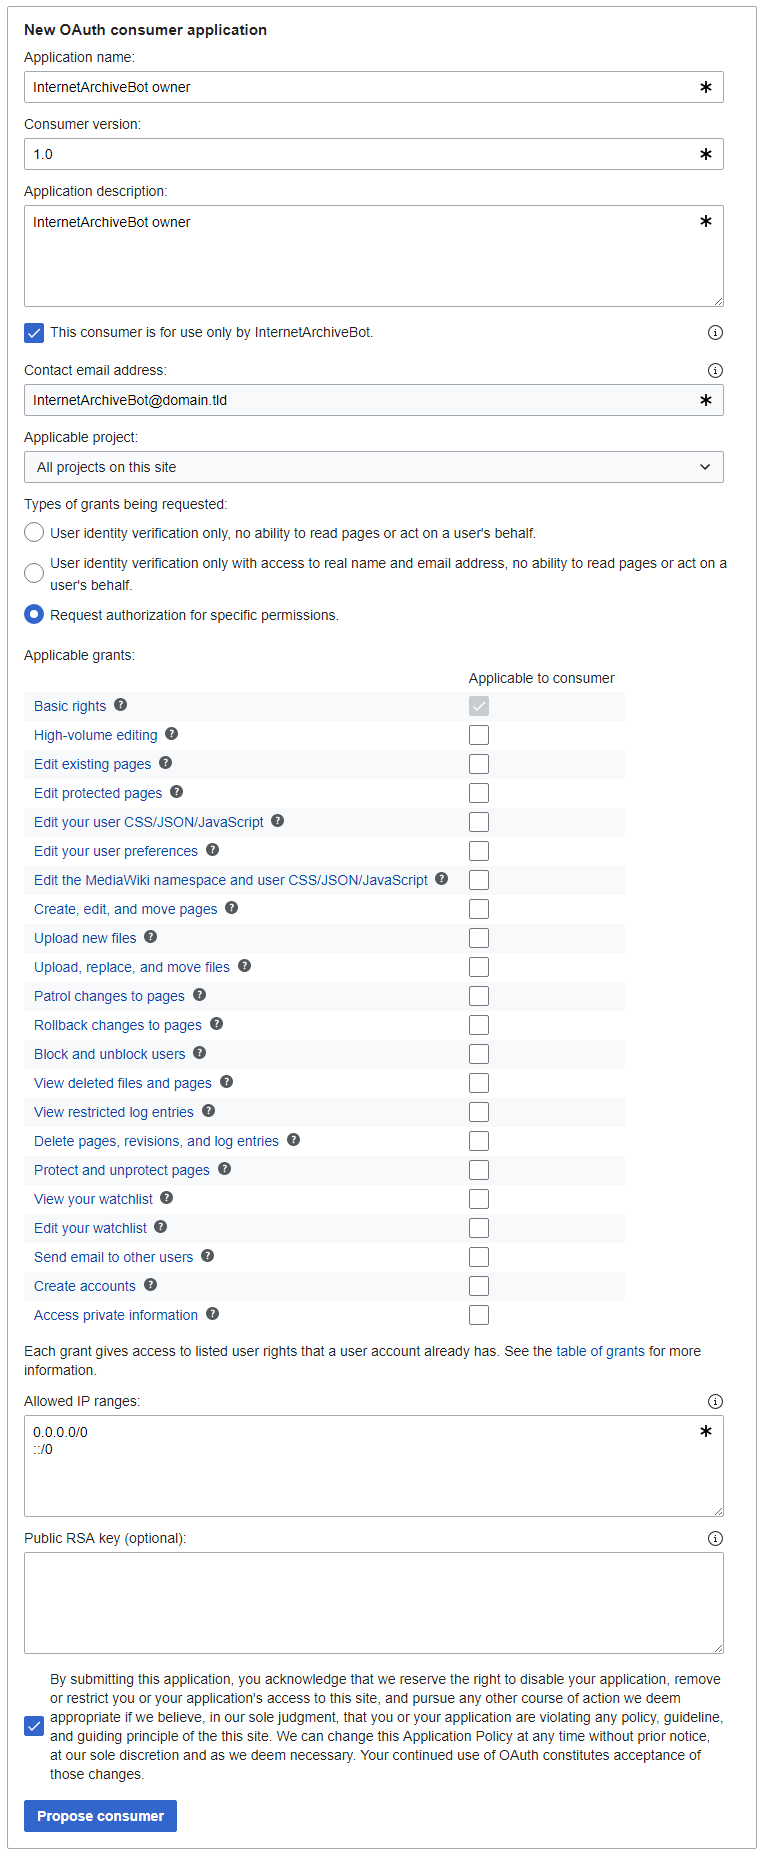 New OAuth consumer application
Application name:
InternetArchiveBot owner
Consumer version:
1.0
Application description:
InternetArchiveBot owner
This consumer is for use only by InternetArchiveBot.
Contact email address:
InternetArchiveBot@domain.tld
Applicable project:
All projects on this site
Types of grants being requested:
User identity verification only, no ability to read pages or act on a user's behalf.
User identity verification only with access to real name and email address, no ability to read pages or act on a
user's behalf.
Request authorization for specific permissions.
Applicable grants:
Applicable to consumer
Basic rights
High-volume editing
Edit existing pages
Edit protected pages
Edit your user CSS/JSON/JavaScript
Edit your user preferences
Edit the MediaWiki namespace and user CSS/JSON/JavaScript
Create, edit, and move pages
Upload new files
Upload, replace, and move files
Patrol changes to pages
Rollback changes to pages
Block and unblock users
View deleted files and pages
View restricted log entries
Delete pages, revisions, and log entries
Protect and unprotect pages
View your watchlist
Edit your watchlist
Send email to other users
Create accounts
Access private information
Each grant gives access to listed user rights that a user account already has. See the table of grants for more
information.
Allowed IP ranges:
0.0.0.0/0
::/0
Public RSA key (optional):
By submitting this application, you acknowledge that we reserve the right to disable your application, remove
or restrict you or your application's access to this site, and pursue any other course of action we deem
appropriate if we believe, in our sole judgment, that you or your application are violating any policy, guideline,
and guiding principle of the this site. We can change this Application Policy at any time without prior notice,
at our sole discretion and as we deem necessary. Your continued use of OAuth constitutes acceptance of
those changes.
Propose consumer